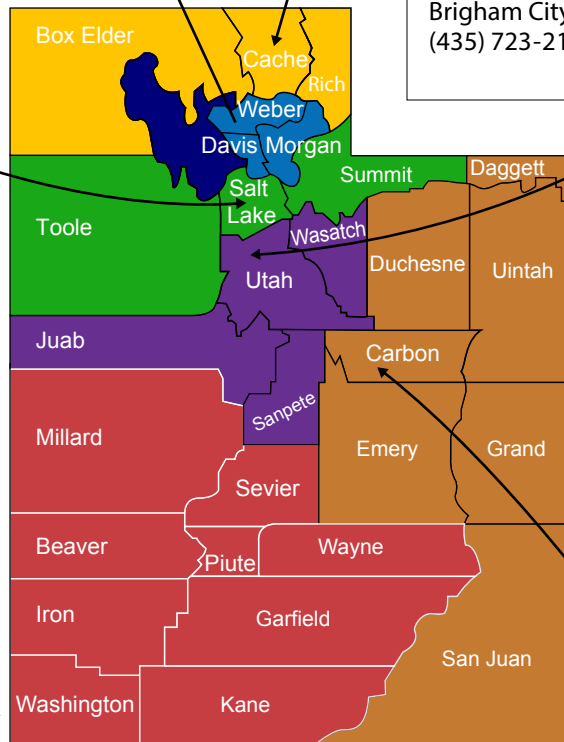 Brigham City
(435) 723-21
Box Elder
Cache
Rich
Weber
Davis
Morgan
Salt
Lake
Summit
Daggett
Toole
Wasatch
Utah
Duchesne
Uintah
Juab
Carbon
Sanpete
Millard
Emery
Grand
Sevier
Beaver
Piute
Wayne
Iron
Garfield
San Juan
Washington
Kane